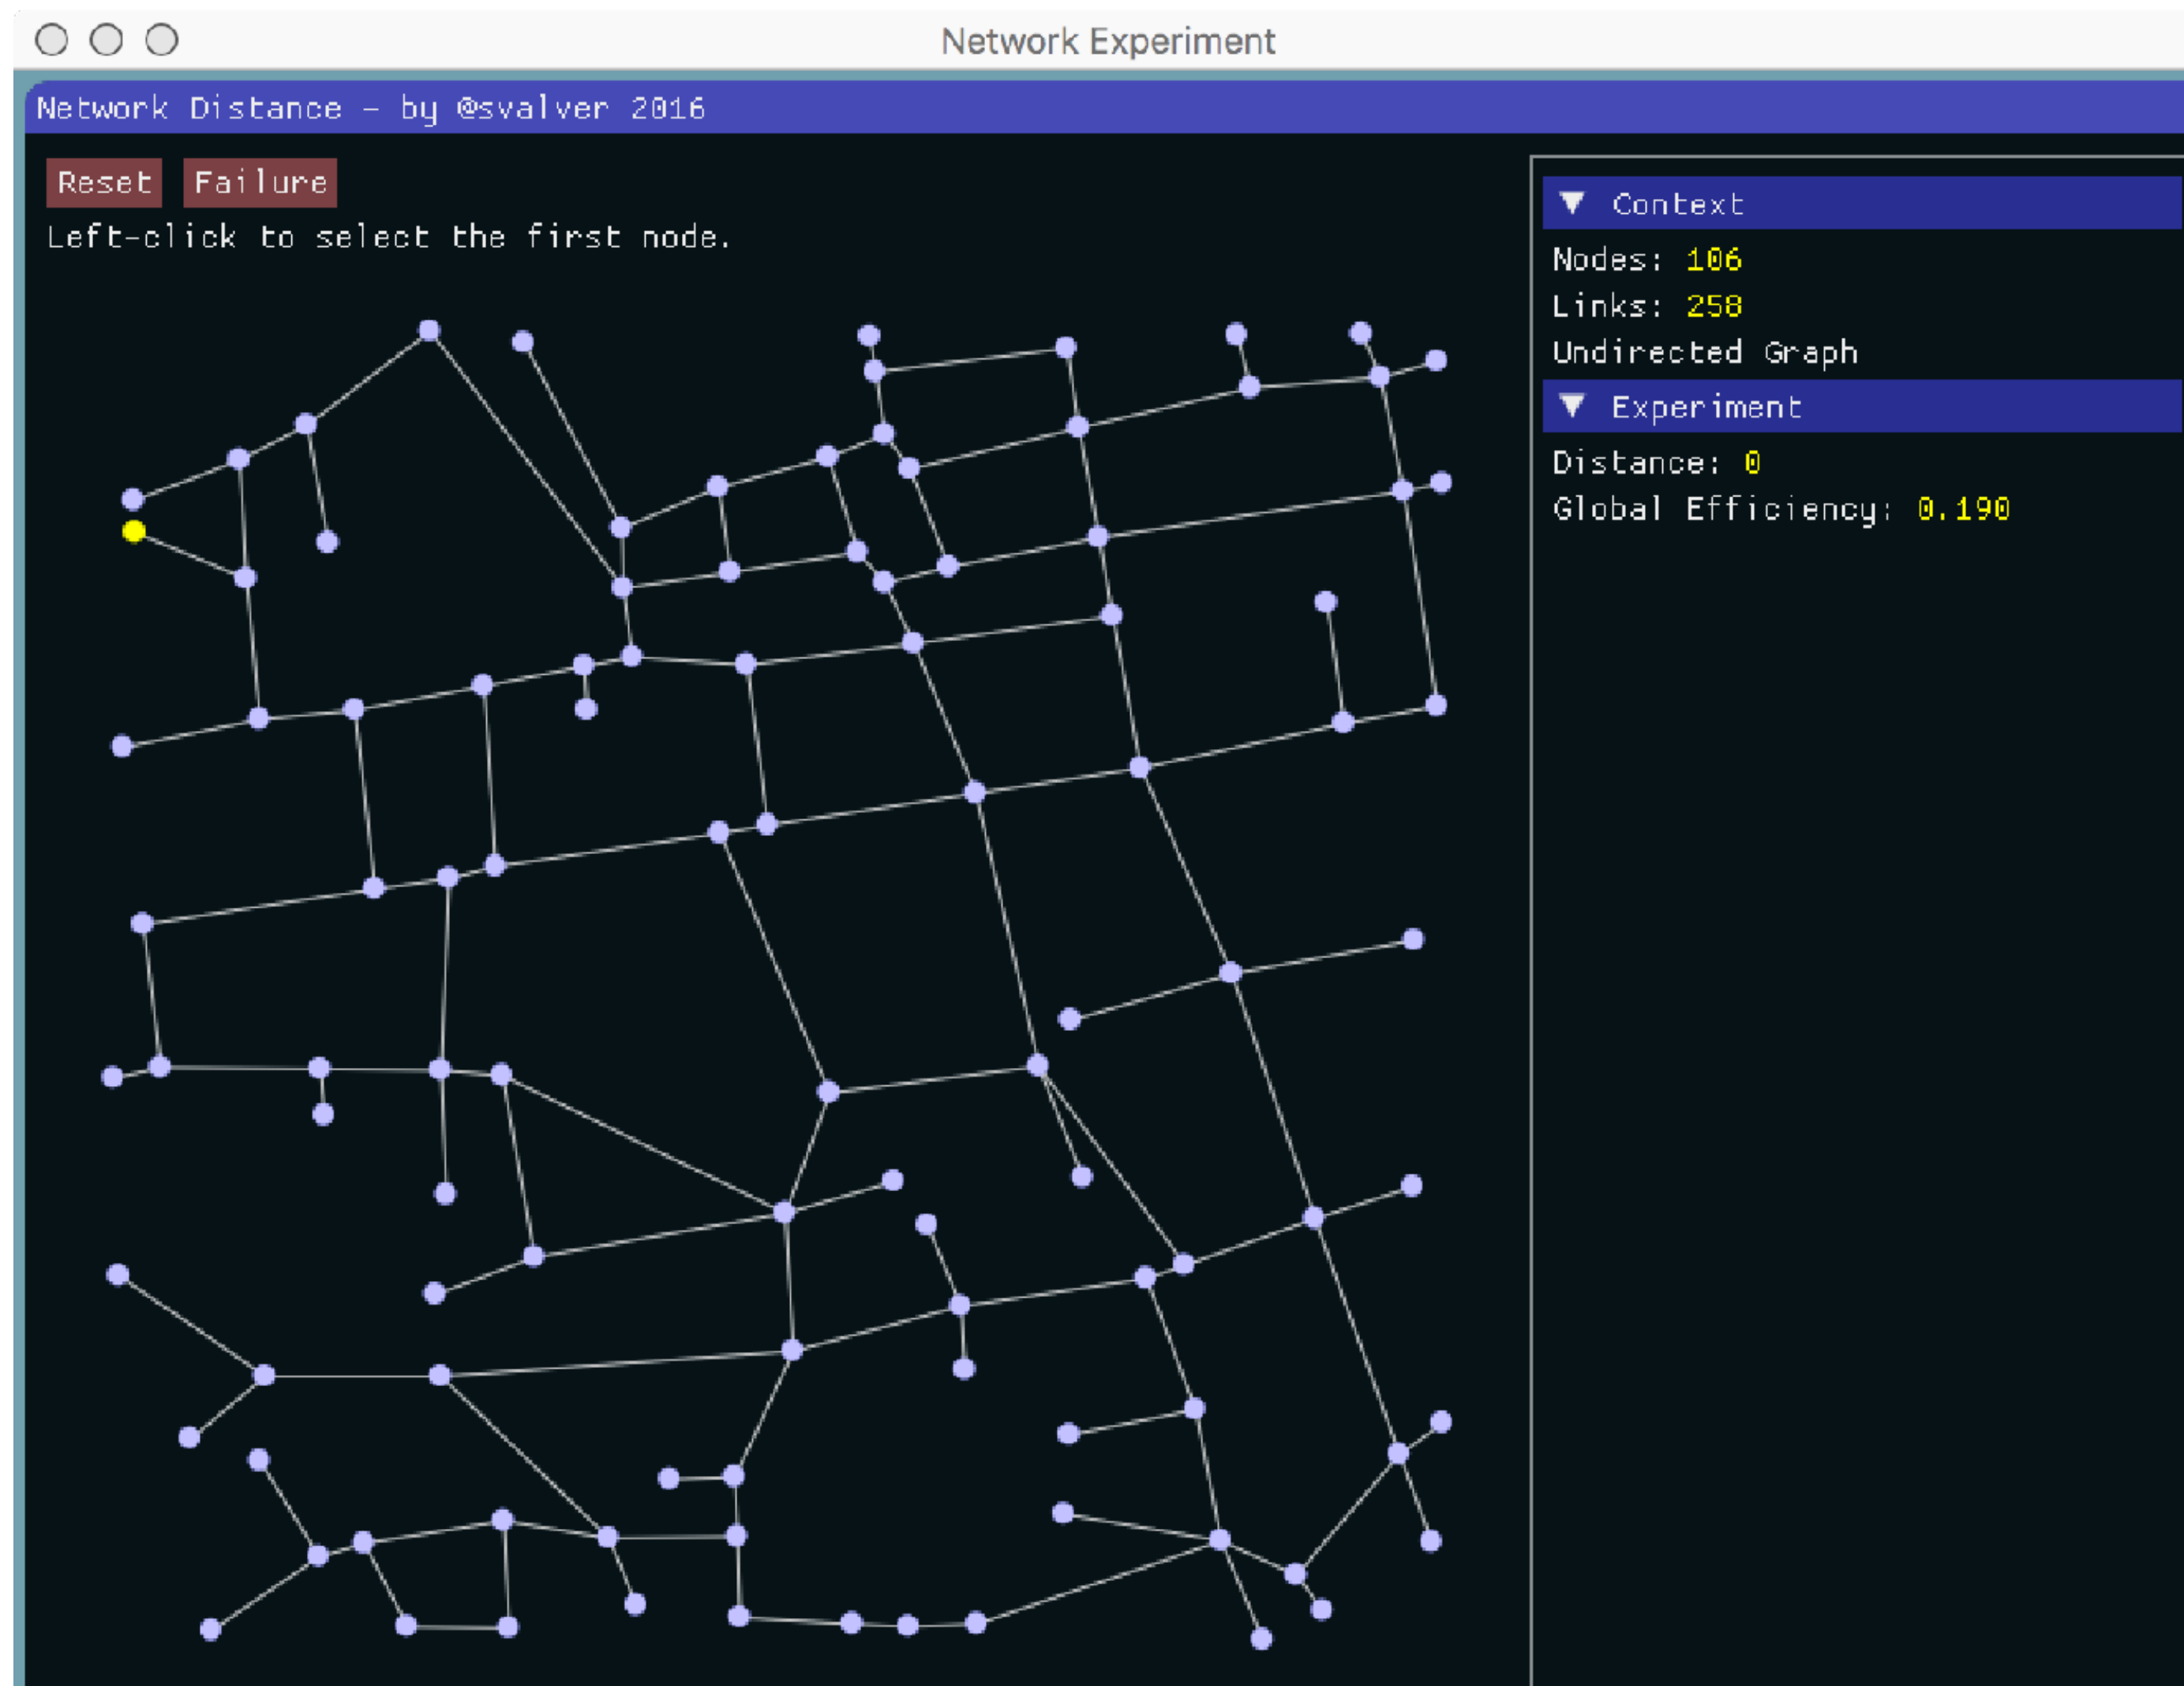 Network Experiment
Network Distance - by @svalver 2016
Reset Failure
Left-click to select the first node.
Context
Nodes: 106
Links: 258
Undirected Graph
Experiment
Distance: 0
Global Efficiency: 0.190